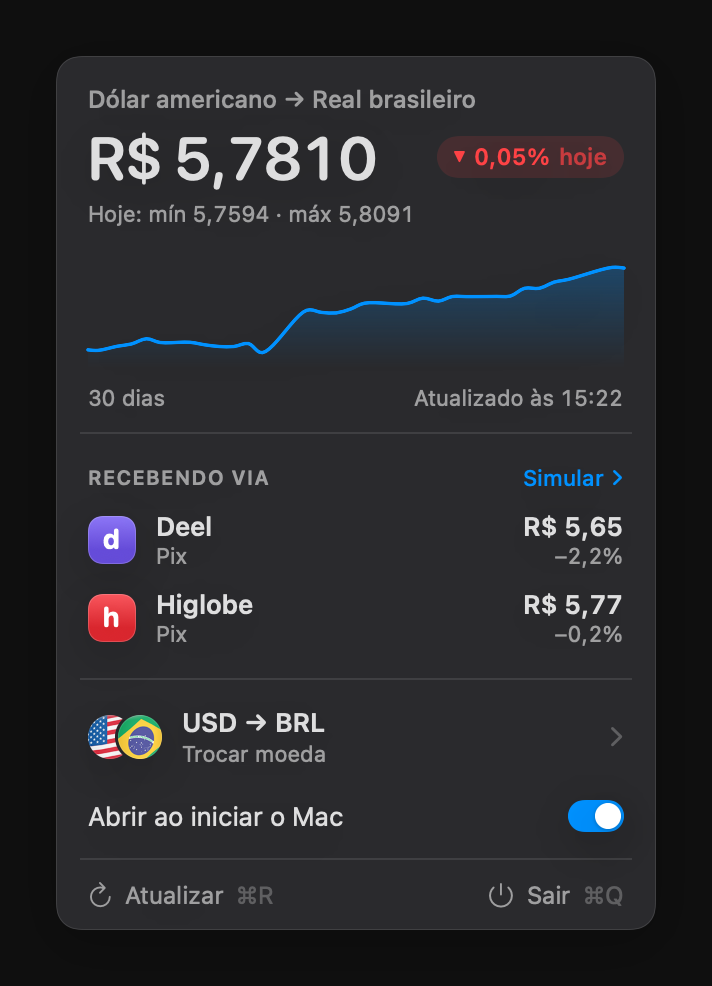 Dólar americano → Real brasileiro
R$ 5,7810
▼ 0,05% hoje
Hoje: mín 5,7594 · máx 5,8091
30 dias
Atualizado às 15:22
RECEBENDO VIA
Simular >
d
Deel
R$ 5,65
Pix
−2,2%
h
Higlobe
R$ 5,77
Pix
−0,2%
USD → BRL
Trocar moeda
Abrir ao iniciar o Mac
Atualizar ⌘R
Sair ⌘Q